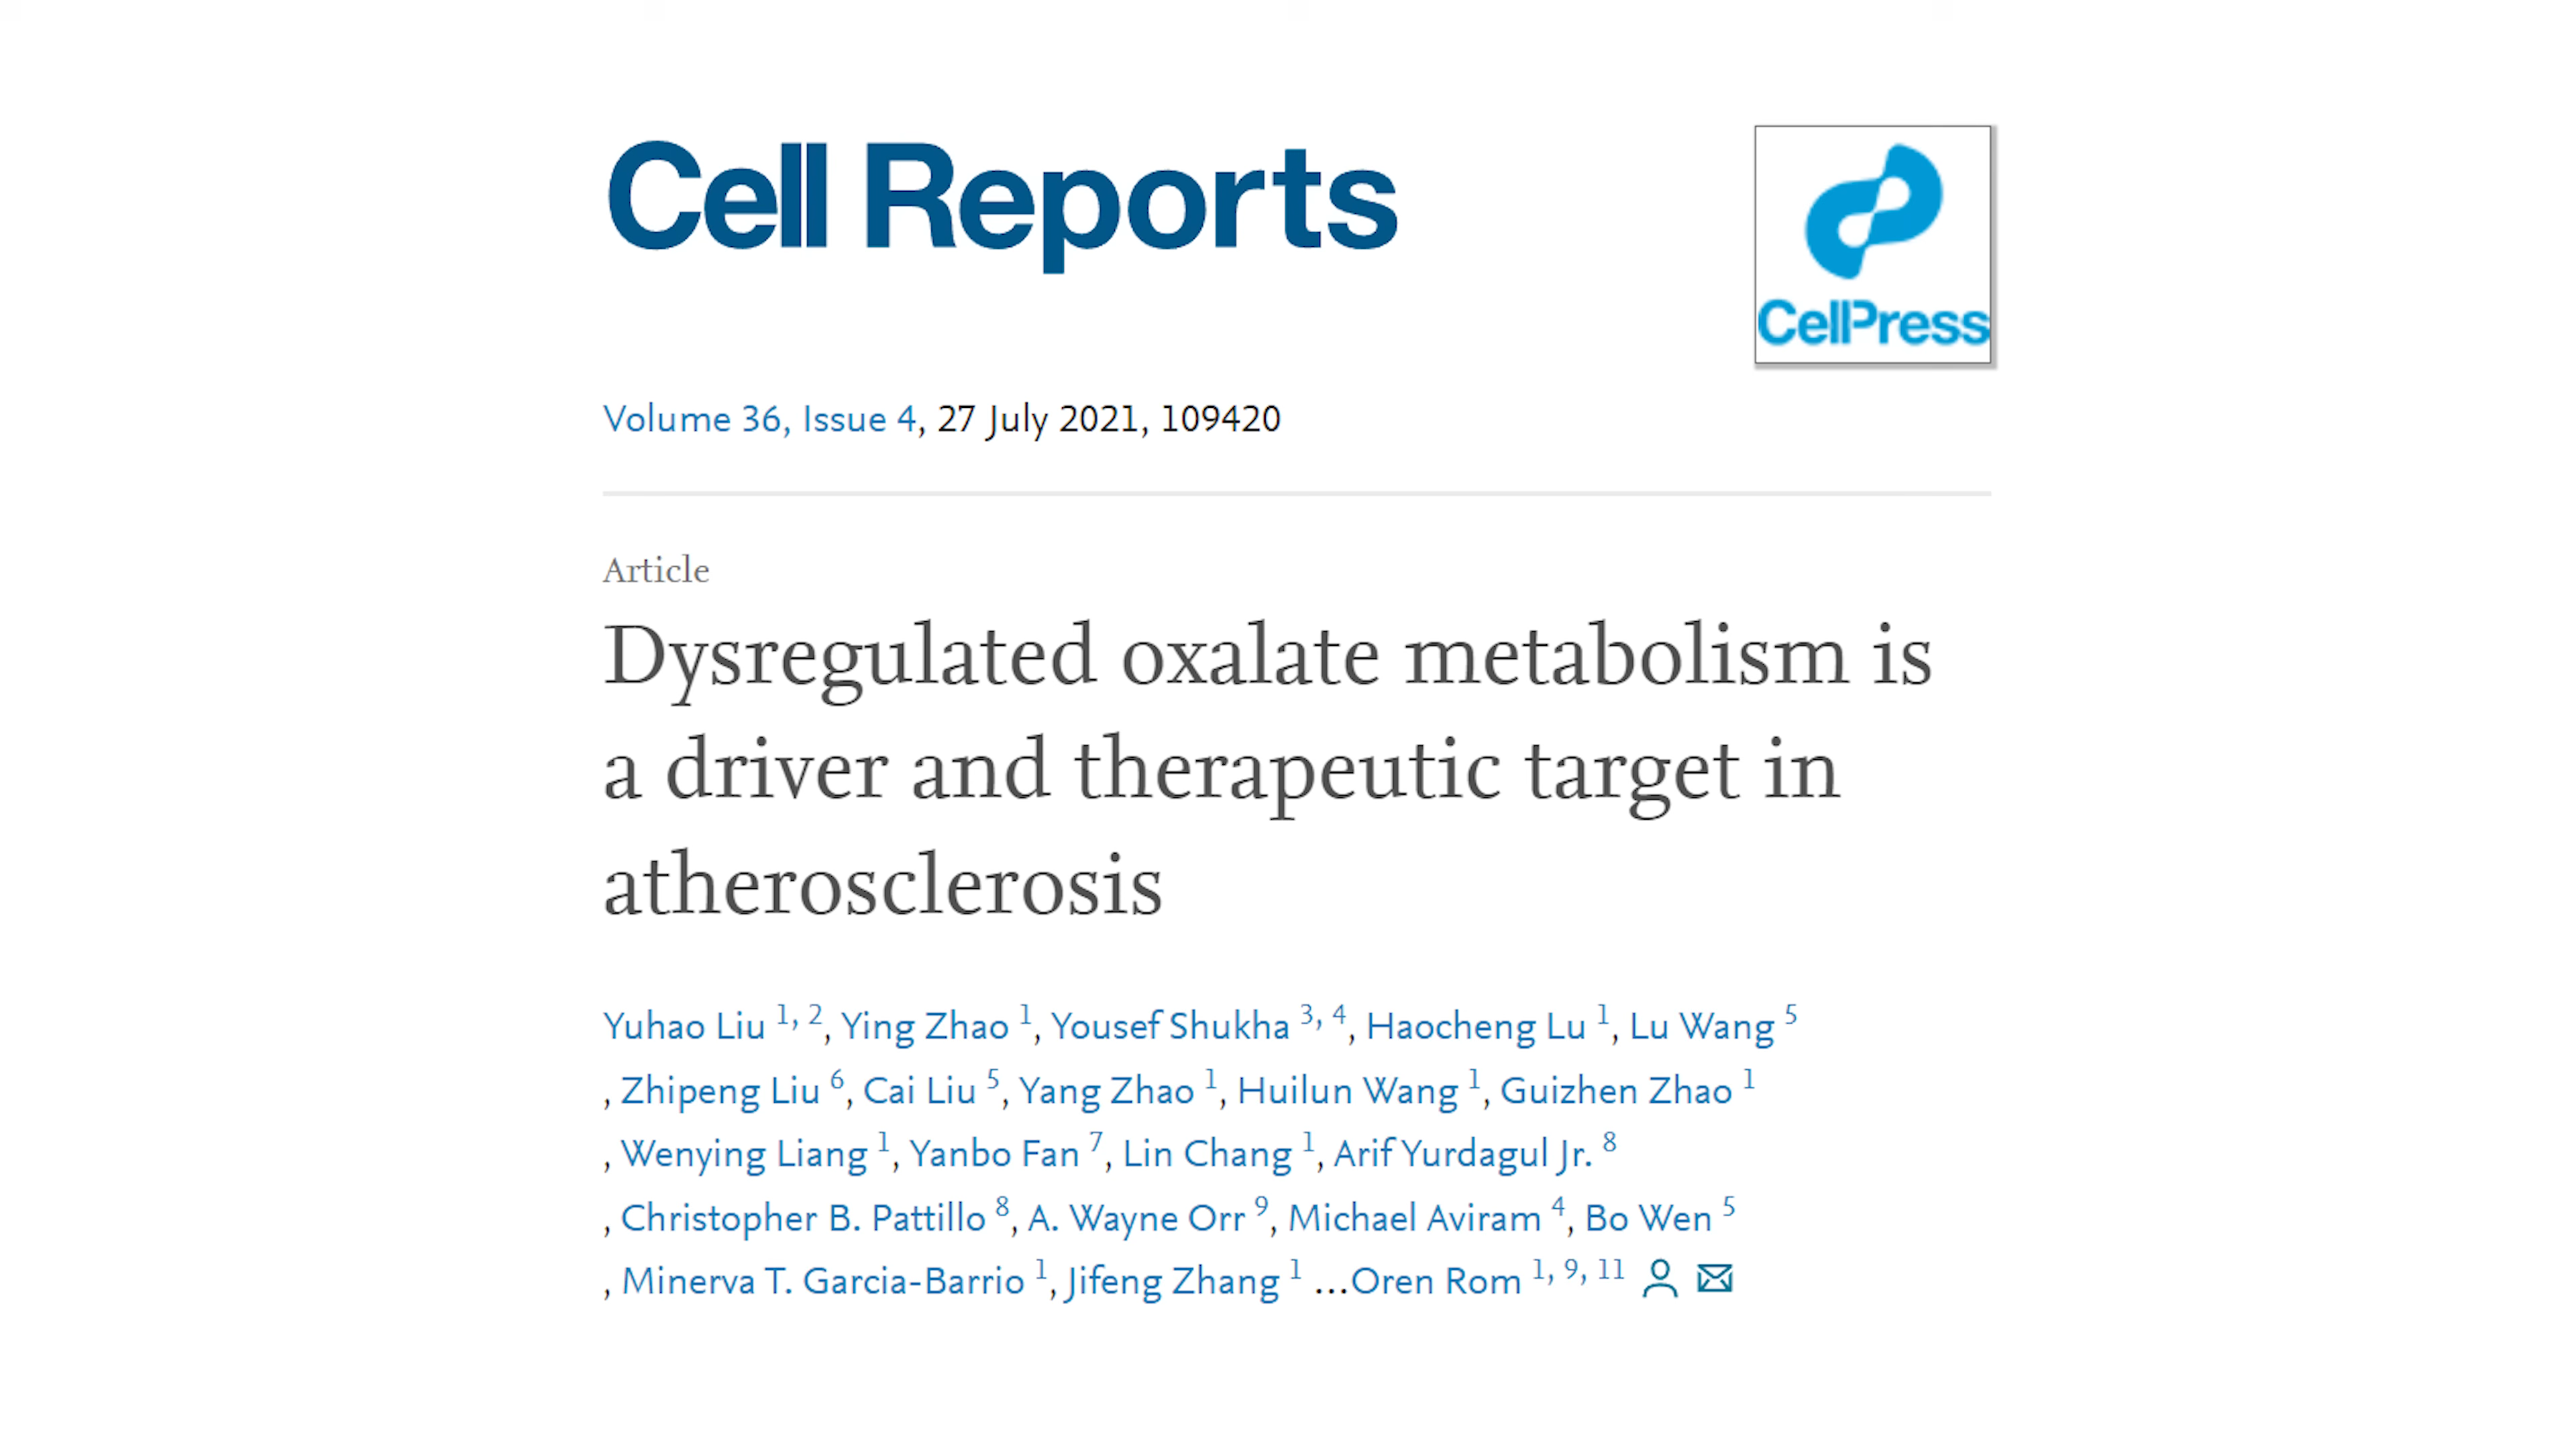 Cell Reports
CellPress
Volume 36, Issue 4, 27 July 2021, 109420
Article
Dysregulated oxalate metabolism is
a driver and therapeutic target in
atherosclerosis
Yuhao Liu 1, 2, Ying Zhao 1, Yousef Shukha 3, 4, Haocheng Lu 1, Lu Wang 5
, Zhipeng Liu 6, Cai Liu 5, Yang Zhao 1, Huilun Wang 1, Guizhen Zhao 1
, Wenying Liang 1, Yanbo Fan 7, Lin Chang 1, Arif Yurdagul Jr. 8
, Christopher B. Pattillo 8, A. Wayne Orr 9, Michael Aviram 4, Bo Wen 5
, Minerva T. Garcia-Barrio 1, Jifeng Zhang 1 ...Oren Rom 1, 9, 11